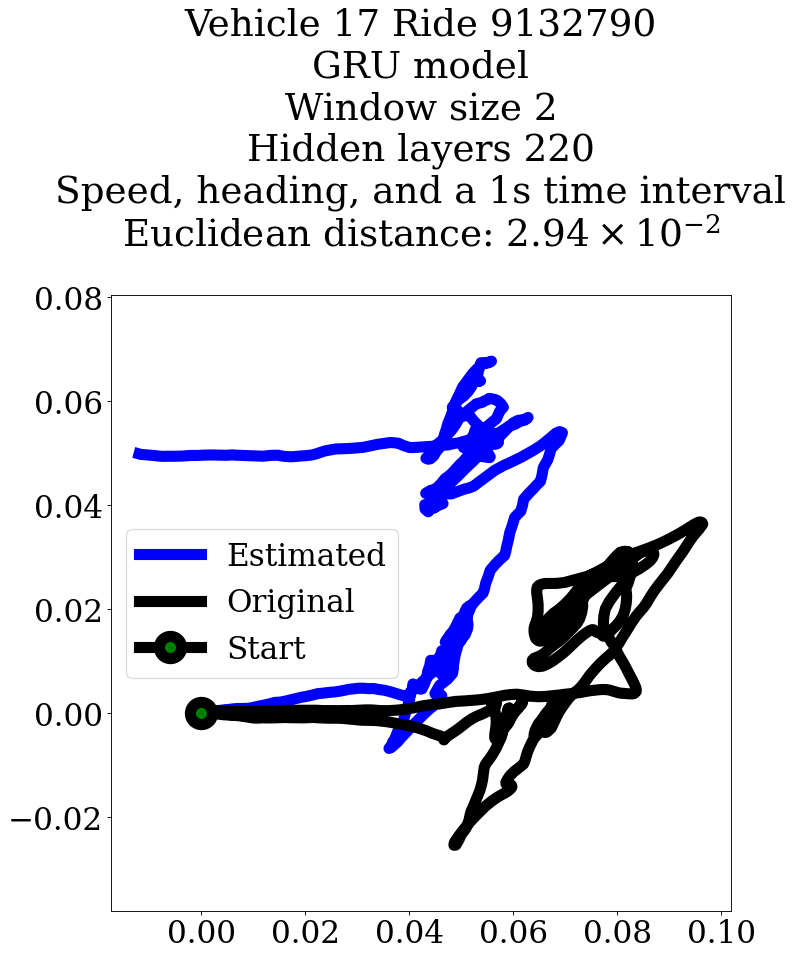 Vehicle 17 Ride 9132790
GRU model
Window size 2
Hidden layers 220
Speed, heading, and a 1s time interval
Euclidean distance: 2.94 × 10⁻²
0.08
0.06
0.04
0.02
0.00
−0.02
Estimated
Original
Start
0.00 0.02 0.04 0.06 0.08 0.10